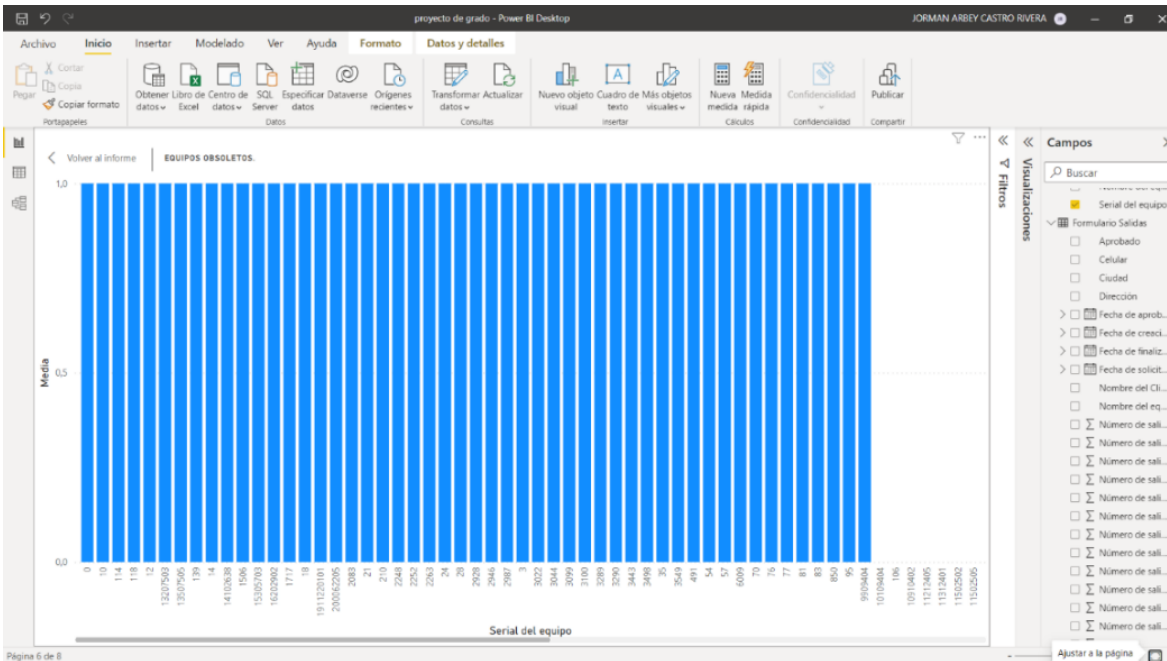 proyecto de grado - Power BI Desktop
JORMAN ARBEY CASTRO RIVERA
Archivo Inicio Insertar Modelado Ver Ayuda Formato Datos y detalles
Pegar
Cortar
Copia
Copiar formato
Portapapeles
Obtener datos
Libro de Excel
Centro de datos
SQL Server
Especificar datos
Dataverse
Orígenes recientes
Datos
Transformar datos
Actualizar
Consultas
Nuevo objeto visual
Cuadro de texto
Más objetos visuales
Insertar
Nueva medida
Medida rápida
Cálculos
Confidencialidad
Confidencialidad
Publicar
Compartir
Volver al informe
EQUIPOS OBSOLETOS.
Media
1,0
0,5
0,0
0
10
114
118
12
13207503
13507505
139
14
14102638
1506
15305703
16202902
1717
18
1911220101
200062205
2083
21
210
2248
2252
2263
24
28
2928
2946
2987
3
3022
3044
3099
3100
3289
3290
3443
3498
35
3549
491
54
57
6009
70
76
77
81
83
850
95
9909404
10109404
106
10910402
11212405
11312401
11502502
11502505
Serial del equipo
Filtros
Visualizaciones
Campos
Buscar
Serial del equipo
Formulario Salidas
Aprobado
Celular
Ciudad
Dirección
Fecha de aprob...
Fecha de creaci...
Fecha de finaliz...
Fecha de solicit...
Nombre del Cli...
Nombre del eq...
Número de sali...
Número de sali...
Número de sali...
Número de sali...
Número de sali...
Número de sali...
Número de sali...
Número de sali...
Número de sali...
Número de sali...
Número de sali...
Número de sali...
Página 6 de 8
Ajustar a la página